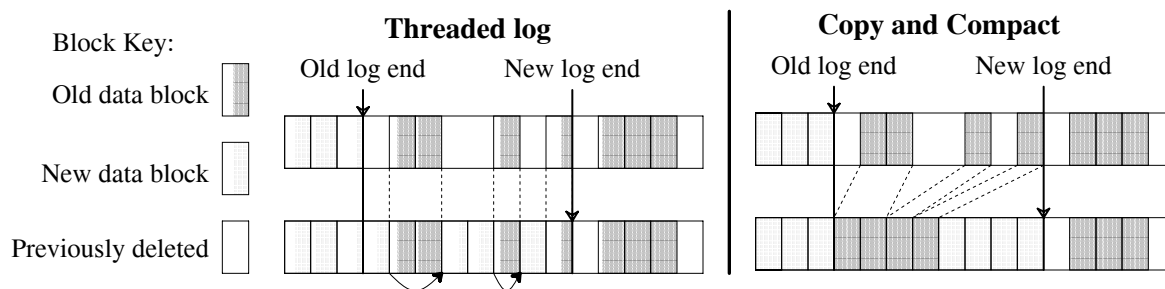 Block Key:
Old data block
New data block
Previously deleted
Threaded log
Old log end
New log end
Copy and Compact
Old log end
New log end